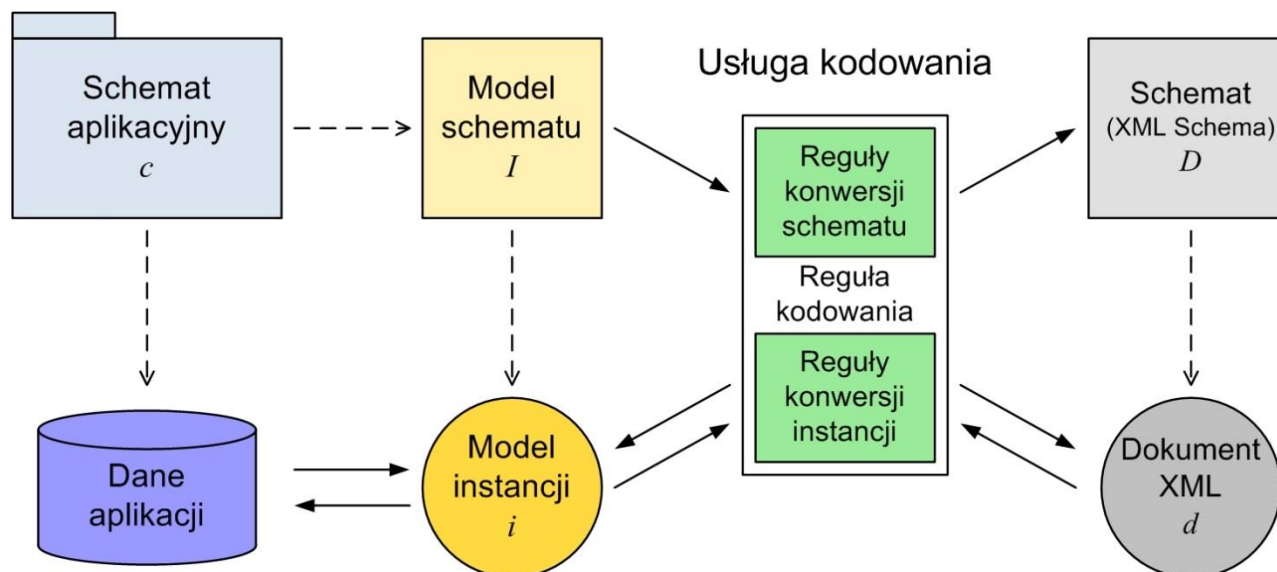 Schemat
aplikacyjny
c
Model
schematu
I
Usługa kodowania
Reguły
konwersji
schematu
Reguła
kodowania
Reguły
konwersji
instancji
Schemat
(XML Schema)
D
Dane
aplikacji
Model
instancji
i
Dokument
XML
d